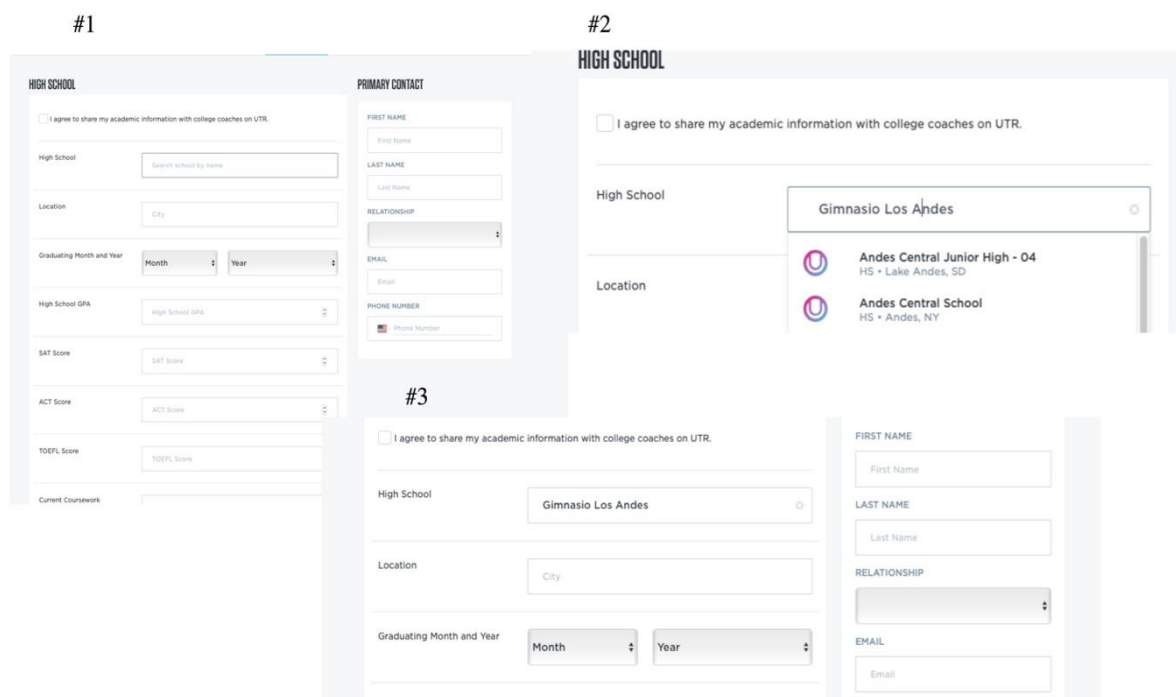 #1
HIGH SCHOOL
I agree to share my academic information with college coaches on UTR.
High School
Search school by name
Location
City
Graduating Month and Year
Month
Year
High School GPA
High School GPA
SAT Score
SAT Score
ACT Score
ACT Score
TOEFL Score
TOEFL Score
Current Coursework
PRIMARY CONTACT
FIRST NAME
First Name
LAST NAME
Last Name
RELATIONSHIP
EMAIL
Email
PHONE NUMBER
Phone Number
#2
HIGH SCHOOL
I agree to share my academic information with college coaches on UTR.
High School
Gimnasio Los Andes
Andes Central Junior High - 04
HS • Lake Andes, SD
Andes Central School
HS • Andes, NY
Location
#3
I agree to share my academic information with college coaches on UTR.
High School
Gimnasio Los Andes
Location
City
Graduating Month and Year
Month
Year
FIRST NAME
First Name
LAST NAME
Last Name
RELATIONSHIP
EMAIL
Email